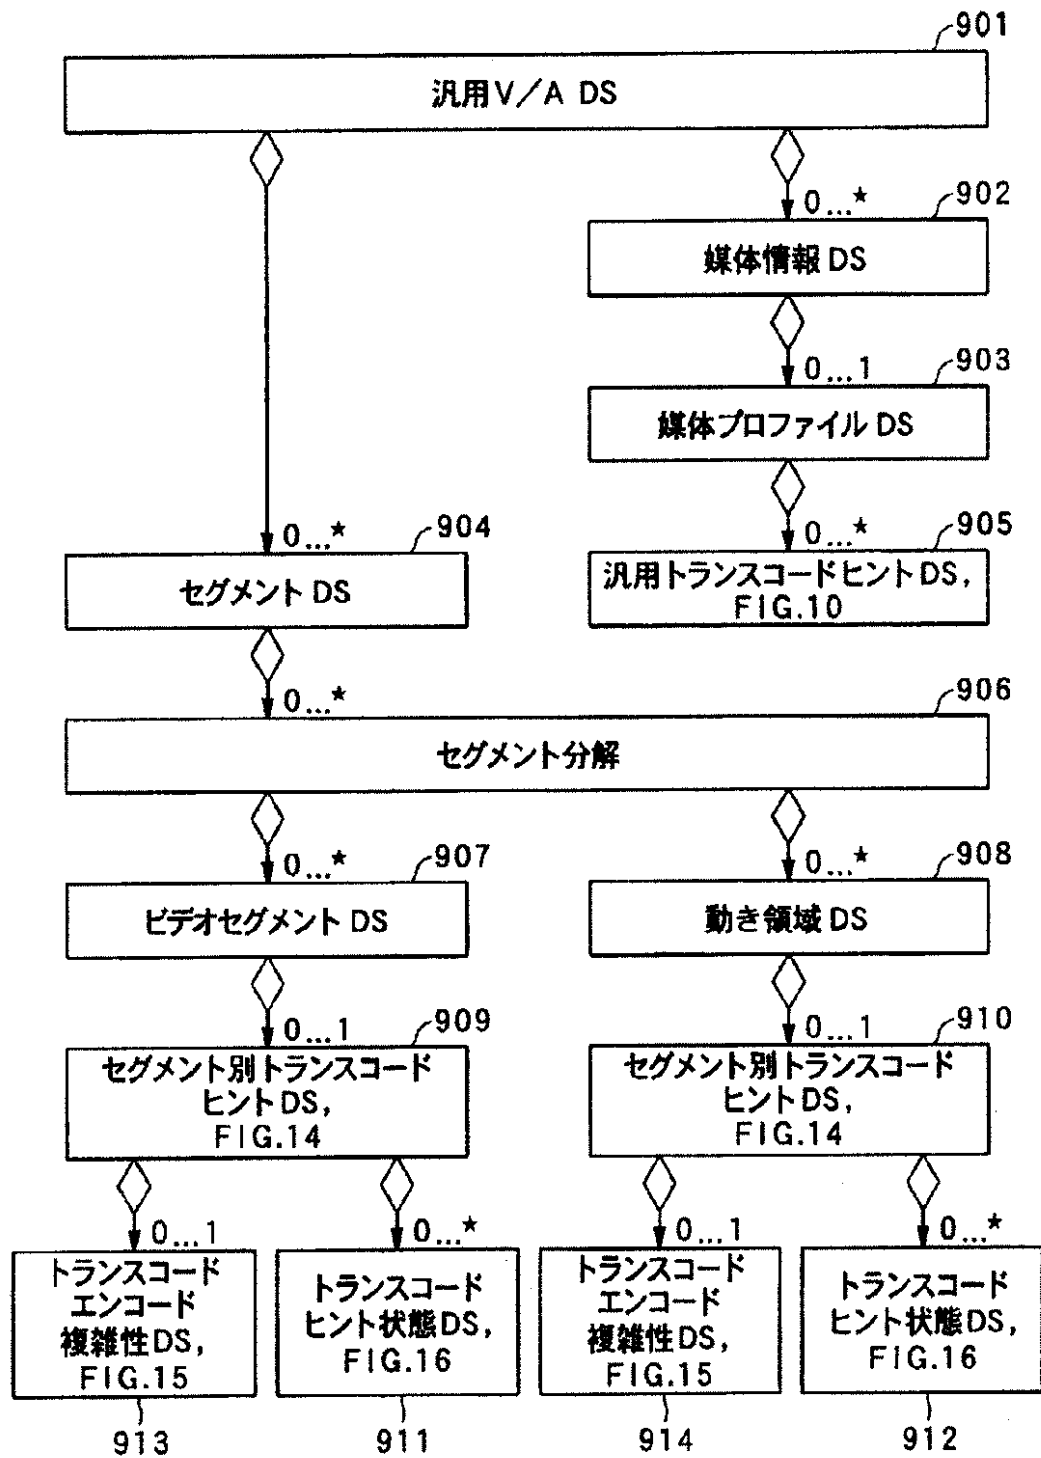 901
汎用V／A DS
0...★
902
媒体情報DS
0...1
903
媒体プロファイル DS
0...★
904
セグメント DS
0...★
905
汎用トランスコードヒントDS,
FIG.10
0...★
906
セグメント分解
0...★
907
ビデオセグメント DS
0...★
908
動き領域 DS
0...1
909
セグメント別トランスコード
ヒントDS,
FIG.14
0...1
910
セグメント別トランスコード
ヒントDS,
FIG.14
0...1
トランスコード
エンコード
複雑性DS,
FIG.15
913
0...★
トランスコード
ヒント状態DS,
FIG.16
911
0...1
トランスコード
エンコード
複雑性DS,
FIG.15
914
0...★
トランスコード
ヒント状態DS,
FIG.16
912